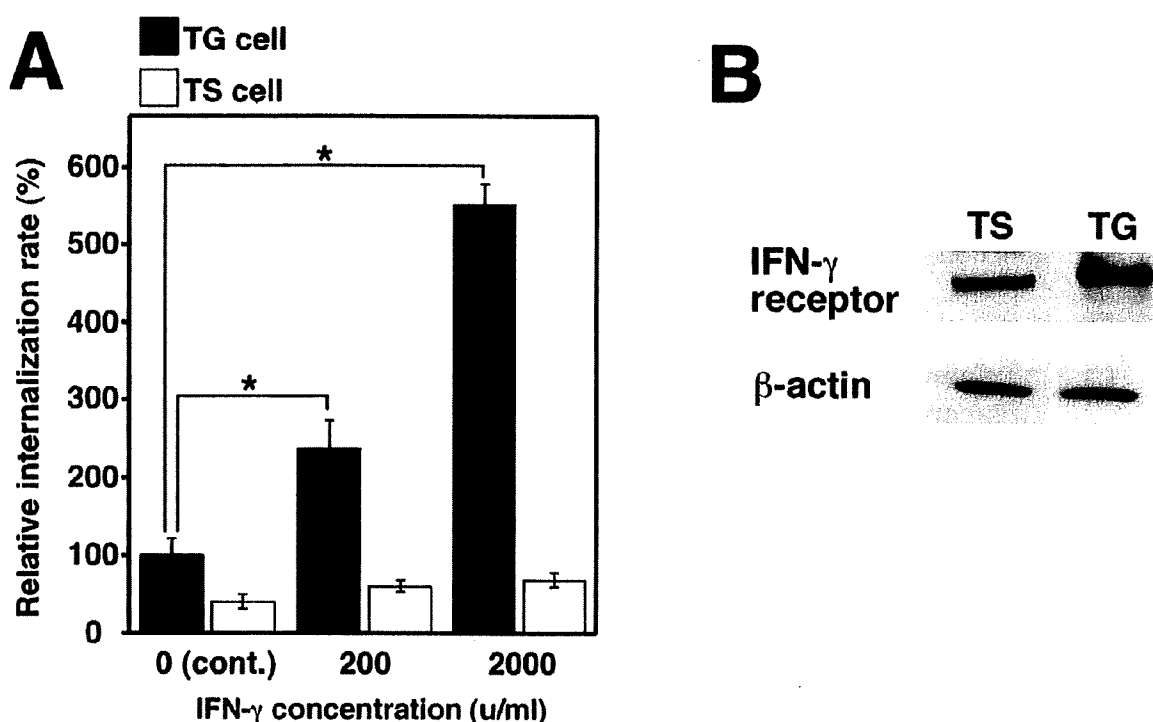 A
TG cell
TS cell
Relative internalization rate (%)
600
500
400
300
200
100
0
*
*
0 (cont.) 200 2000
IFN-γ concentration (u/ml)
B
TS TG
IFN-γ
receptor
β-actin